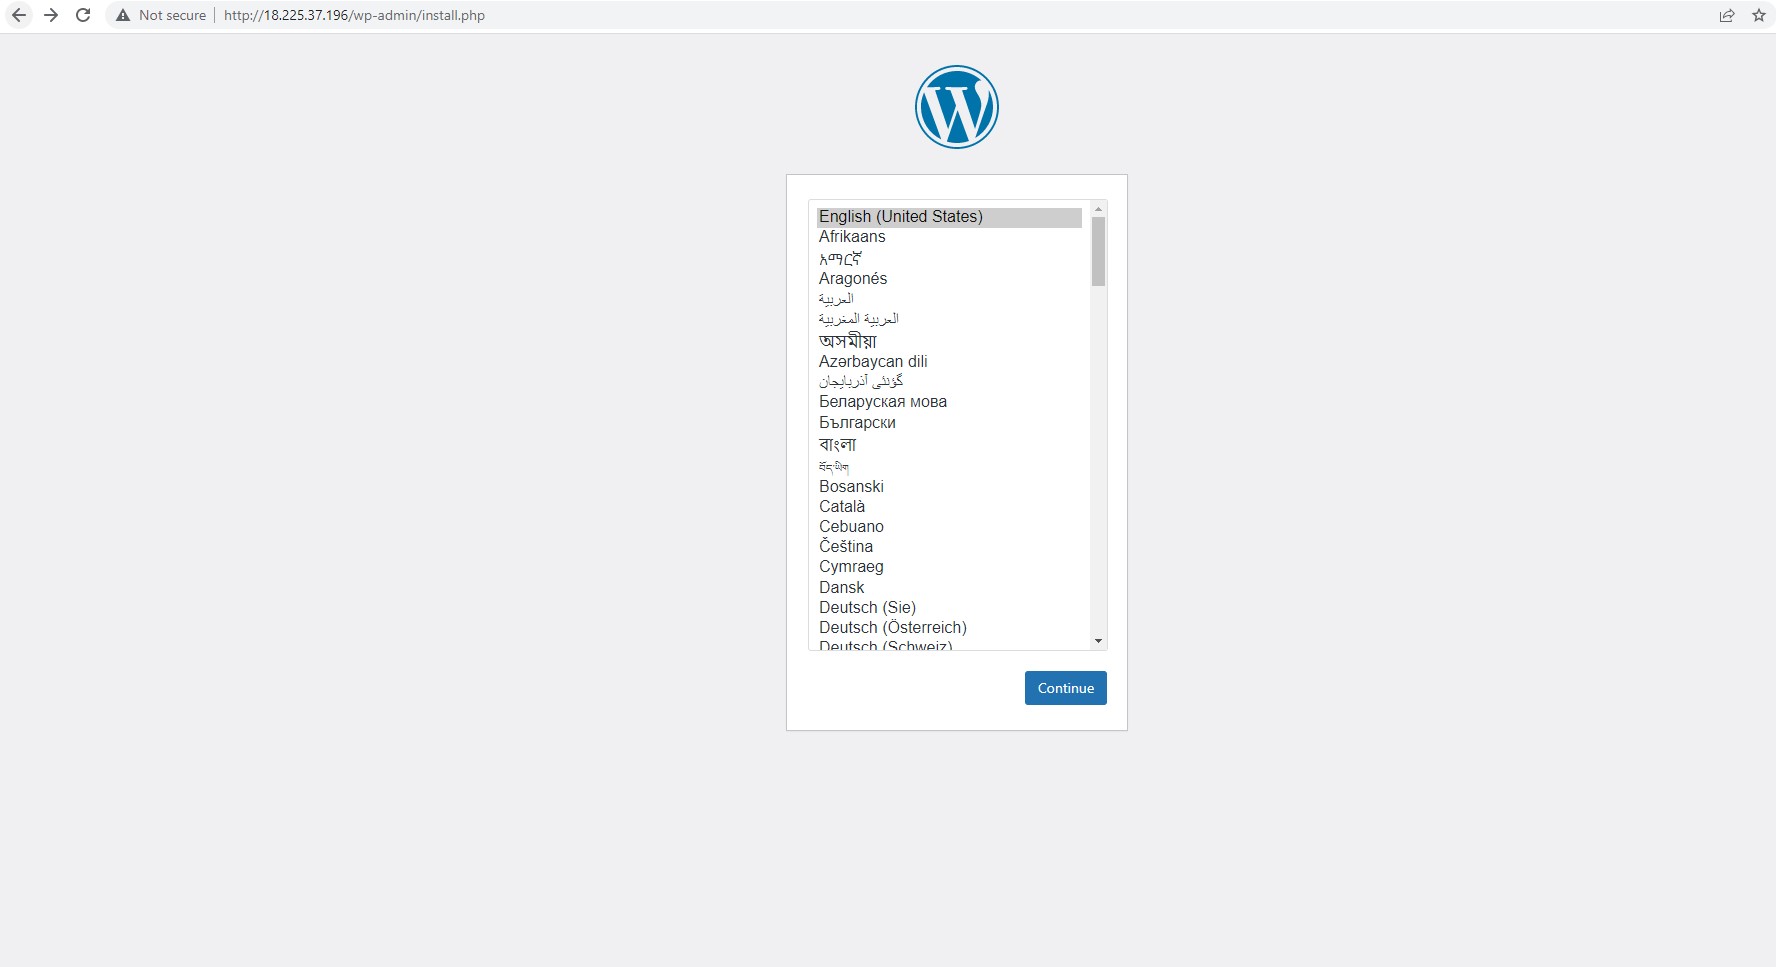 Not secure
http://18.225.37.196/wp-admin/install.php
English (United States)
Afrikaans
አማርኛ
Aragonés
العربية
العربية المغربية
অসমীয়া
Azərbaycan dili
گؤنئی آذربایجان
Беларуская мова
Български
বাংলা
བོད་ཡིག
Bosanski
Català
Cebuano
Čeština
Cymraeg
Dansk
Deutsch (Sie)
Deutsch (Österreich)
Deutsch (Schweiz)
Continue